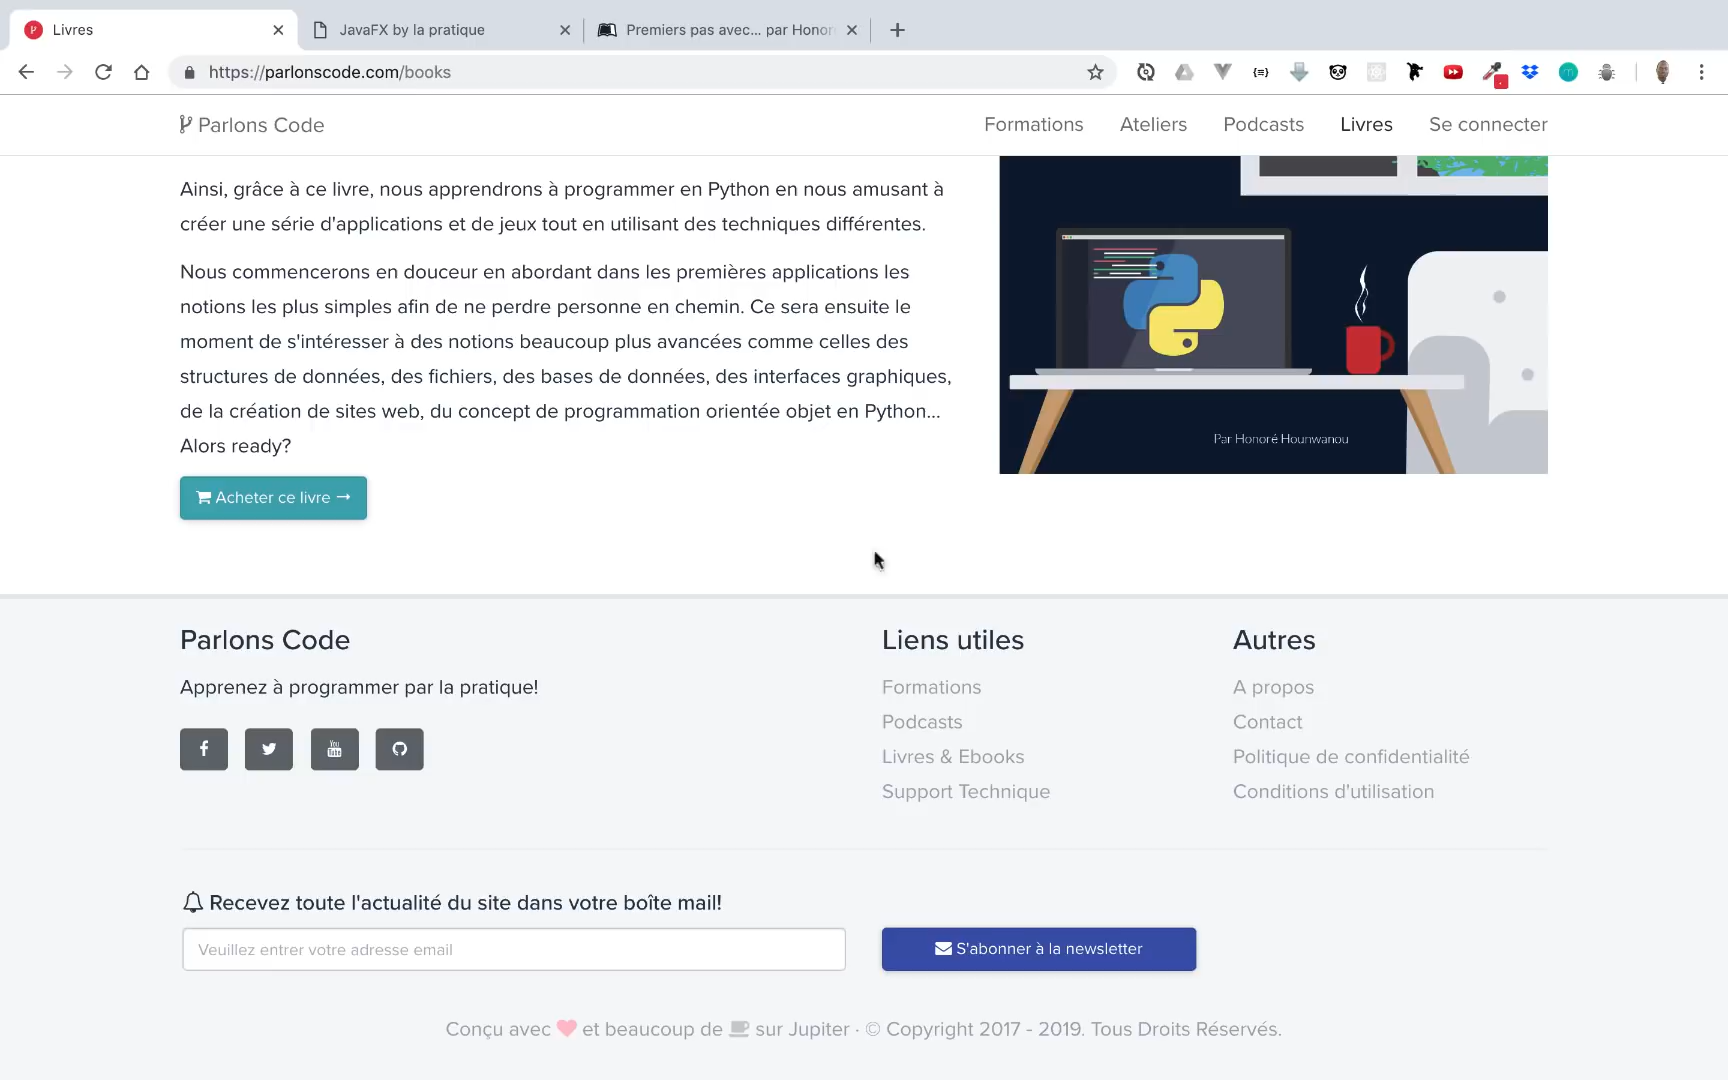 Livres
JavaFX by la pratique
Premiers pas avec... par Honor
https://parlonscode.com/books
Parlons Code
Formations
Ateliers
Podcasts
Livres
Se connecter
Ainsi, grâce à ce livre, nous apprendrons à programmer en Python en nous amusant à
créer une série d'applications et de jeux tout en utilisant des techniques différentes.
Nous commencerons en douceur en abordant dans les premières applications les
notions les plus simples afin de ne perdre personne en chemin. Ce sera ensuite le
moment de s'intéresser à des notions beaucoup plus avancées comme celles des
structures de données, des fichiers, des bases de données, des interfaces graphiques,
de la création de sites web, du concept de programmation orientée objet en Python...
Alors ready?
Par Honoré Hounwanou
Acheter ce livre →
Parlons Code
Apprenez à programmer par la pratique!
Liens utiles
Formations
Podcasts
Livres & Ebooks
Support Technique
Autres
A propos
Contact
Politique de confidentialité
Conditions d'utilisation
Recevez toute l'actualité du site dans votre boîte mail!
Veuillez entrer votre adresse email
S'abonner à la newsletter
Conçu avec et beaucoup de sur Jupiter · © Copyright 2017 - 2019. Tous Droits Réservés.